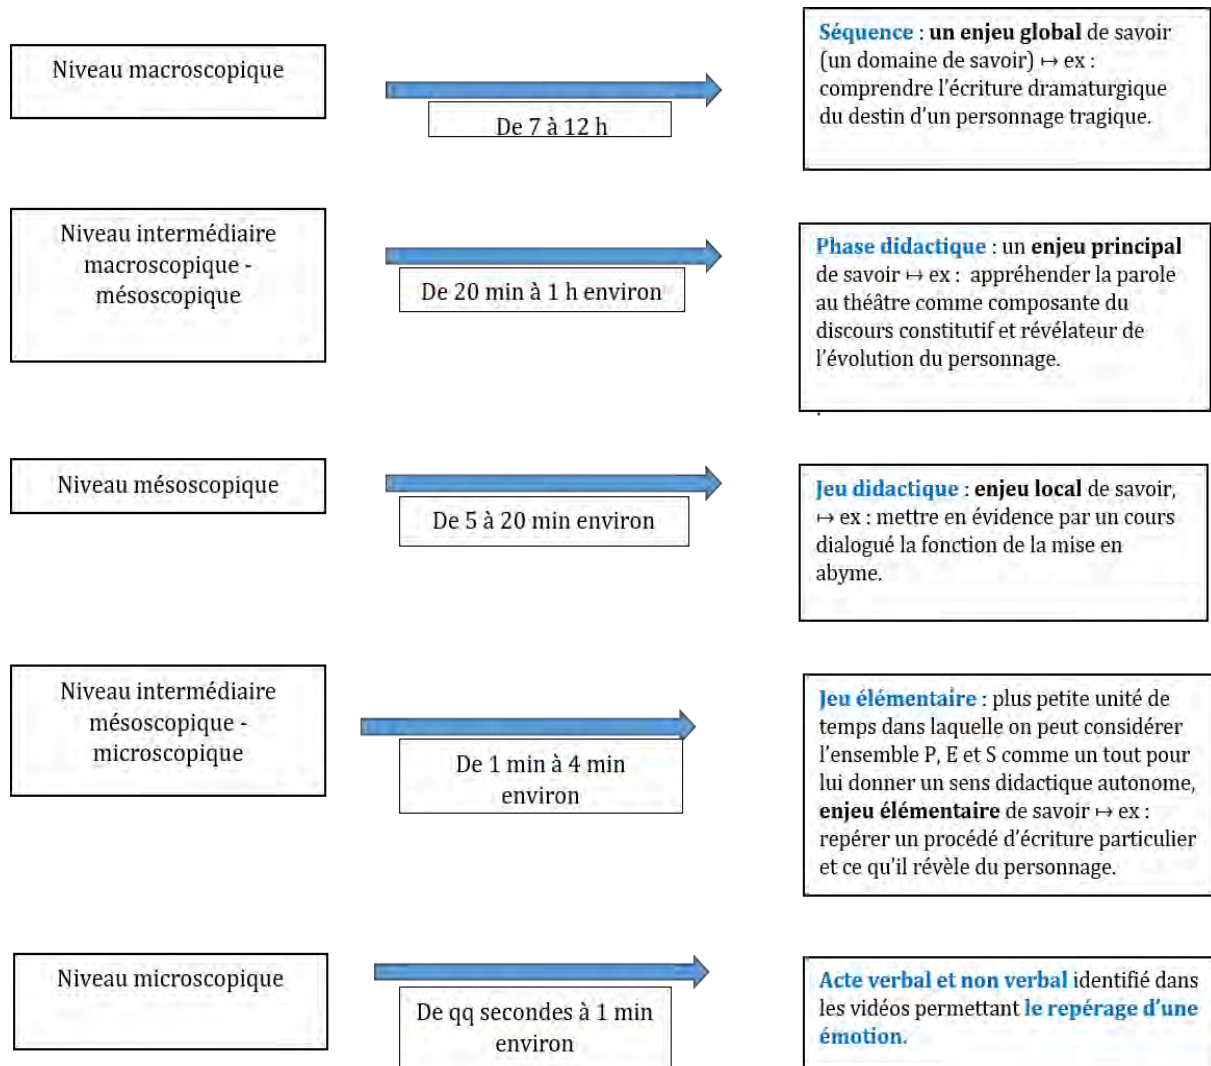 Niveau macroscopique
De 7 à 12 h
Séquence : un enjeu global de savoir
(un domaine de savoir) ↦ ex :
comprendre l’écriture dramaturgique
du destin d’un personnage tragique.
Niveau intermédiaire
macroscopique -
mésoscopique
De 20 min à 1 h environ
Phase didactique : un enjeu principal
de savoir ↦ ex : appréhender la parole
au théâtre comme composante du
discours constitutif et révélateur de
l’évolution du personnage.
.
Niveau mésoscopique
De 5 à 20 min environ
Jeu didactique : enjeu local de savoir,
↦ ex : mettre en évidence par un cours
dialogué la fonction de la mise en
abyme.
Niveau intermédiaire
mésoscopique -
microscopique
De 1 min à 4 min
environ
Jeu élémentaire : plus petite unité de
temps dans laquelle on peut considérer
l’ensemble P, E et S comme un tout pour
lui donner un sens didactique autonome,
enjeu élémentaire de savoir ↦ ex :
repérer un procédé d’écriture particulier
et ce qu’il révèle du personnage.
Niveau microscopique
De qq secondes à 1 min
environ
Acte verbal et non verbal identifié dans
les vidéos permettant le repérage d’une
émotion.